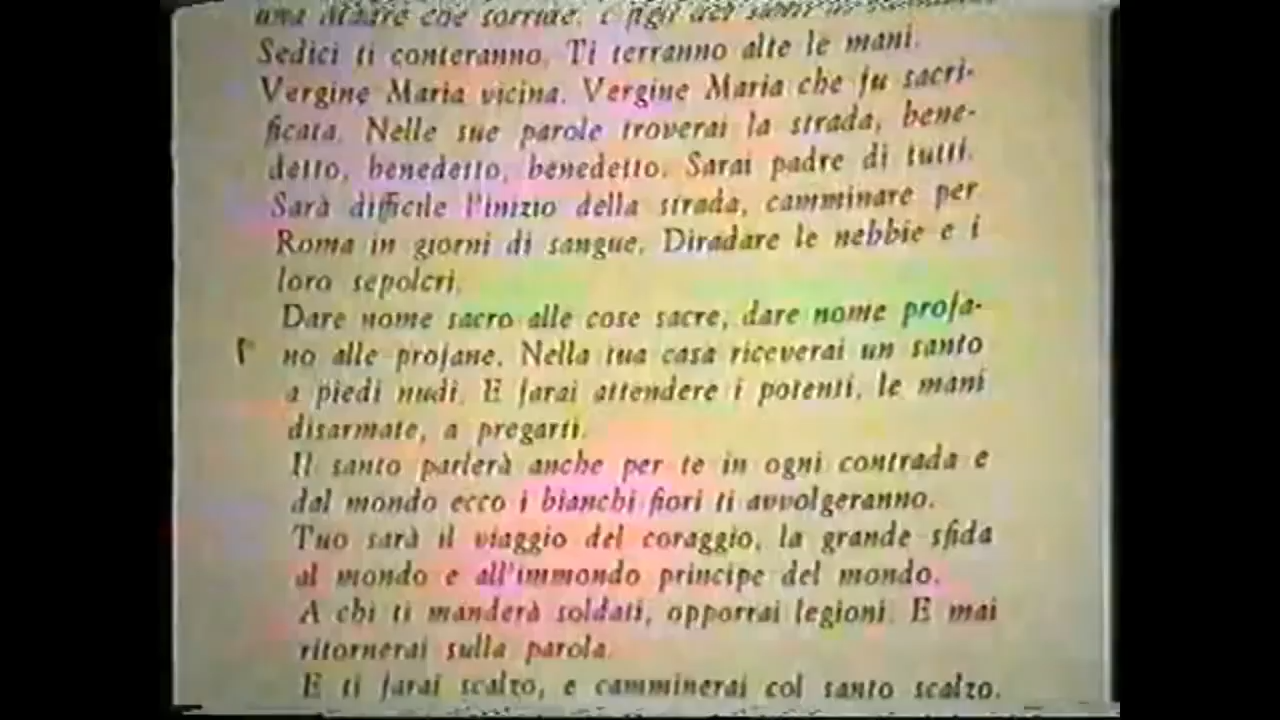 una Madre che sorride. I figli dei
Sedici ti conteranno. Ti terranno alte le mani.
Vergine Maria vicina. Vergine Maria che fu sacri-
ficata. Nelle sue parole troverai la strada, bene-
detto, benedetto, benedetto. Sarai padre di tutti.
Sarà difficile l'inizio della strada, camminare per
Roma in giorni di sangue. Diradare le nebbie e i
loro sepolcri.
Dare nome sacro alle cose sacre, dare nome profa-
no alle profane. Nella tua casa riceverai un santo
a piedi nudi. E farai attendere i potenti, le mani
disarmate, a pregarti.
Il santo parlerà anche per te in ogni contrada e
dal mondo ecco i bianchi fiori ti avvolgeranno.
Tuo sarà il viaggio del coraggio, la grande sfida
al mondo e all'immondo principe del mondo.
A chi ti manderà soldati, opporrai legioni. E mai
ritornerai sulla parola.
E ti farai scalzo, e camminerai col santo scalzo.